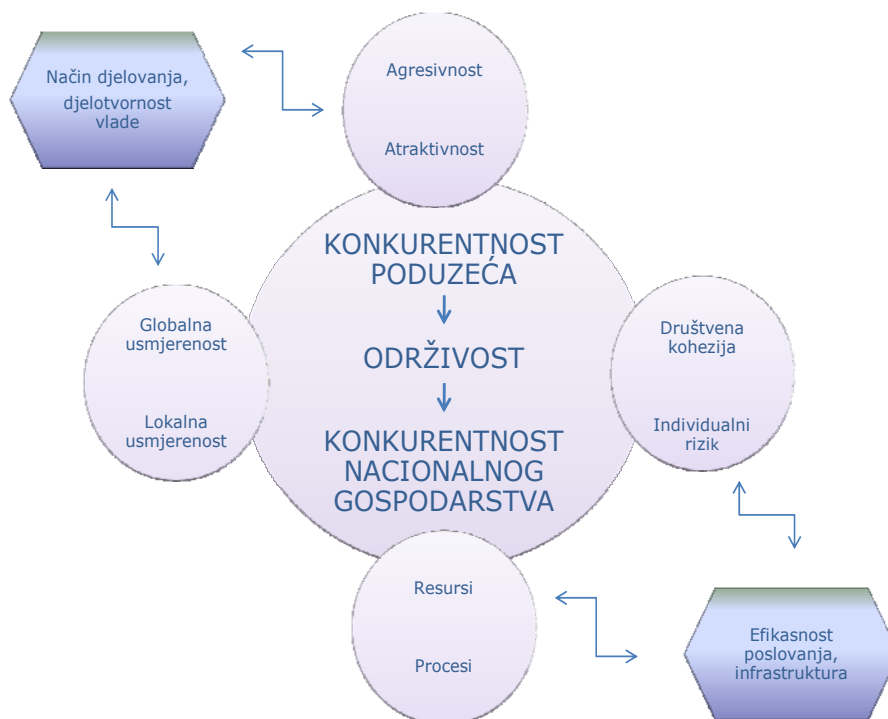 Način djelovanja,
djelotvornost
vlade
Agresivnost
Atraktivnost
KONKURENTNOST
PODUZEĆA
ODRŽIVOST
KONKURENTNOST
NACIONALNOG
GOSPODARSTVA
Globalna
usmjerenost
Lokalna
usmjerenost
Društvena
kohezija
Individualni
rizik
Resursi
Procesi
Efikasnost
poslovanja,
infrastruktura